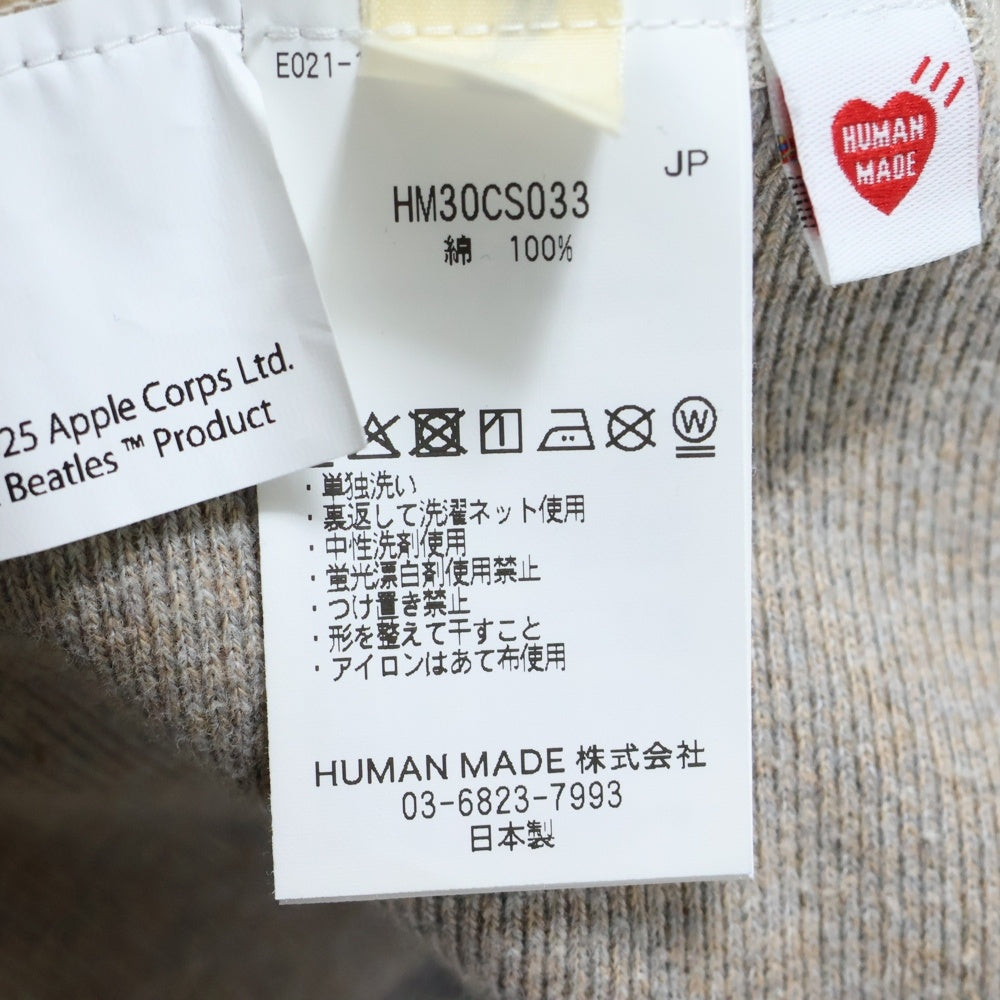 25 Apple Corps Ltd.
Beatles™ Product
E021-
JP
HM30CS033
綿 100%
・単独洗い
・裏返して洗濯ネット使用
・中性洗剤使用
・蛍光漂白剤使用禁止
・つけ置き禁止
・形を整えて干すこと
・アイロンはあて布使用
HUMAN MADE 株式会社
03-6823-7993
日本製
HUMAN
MADE
W